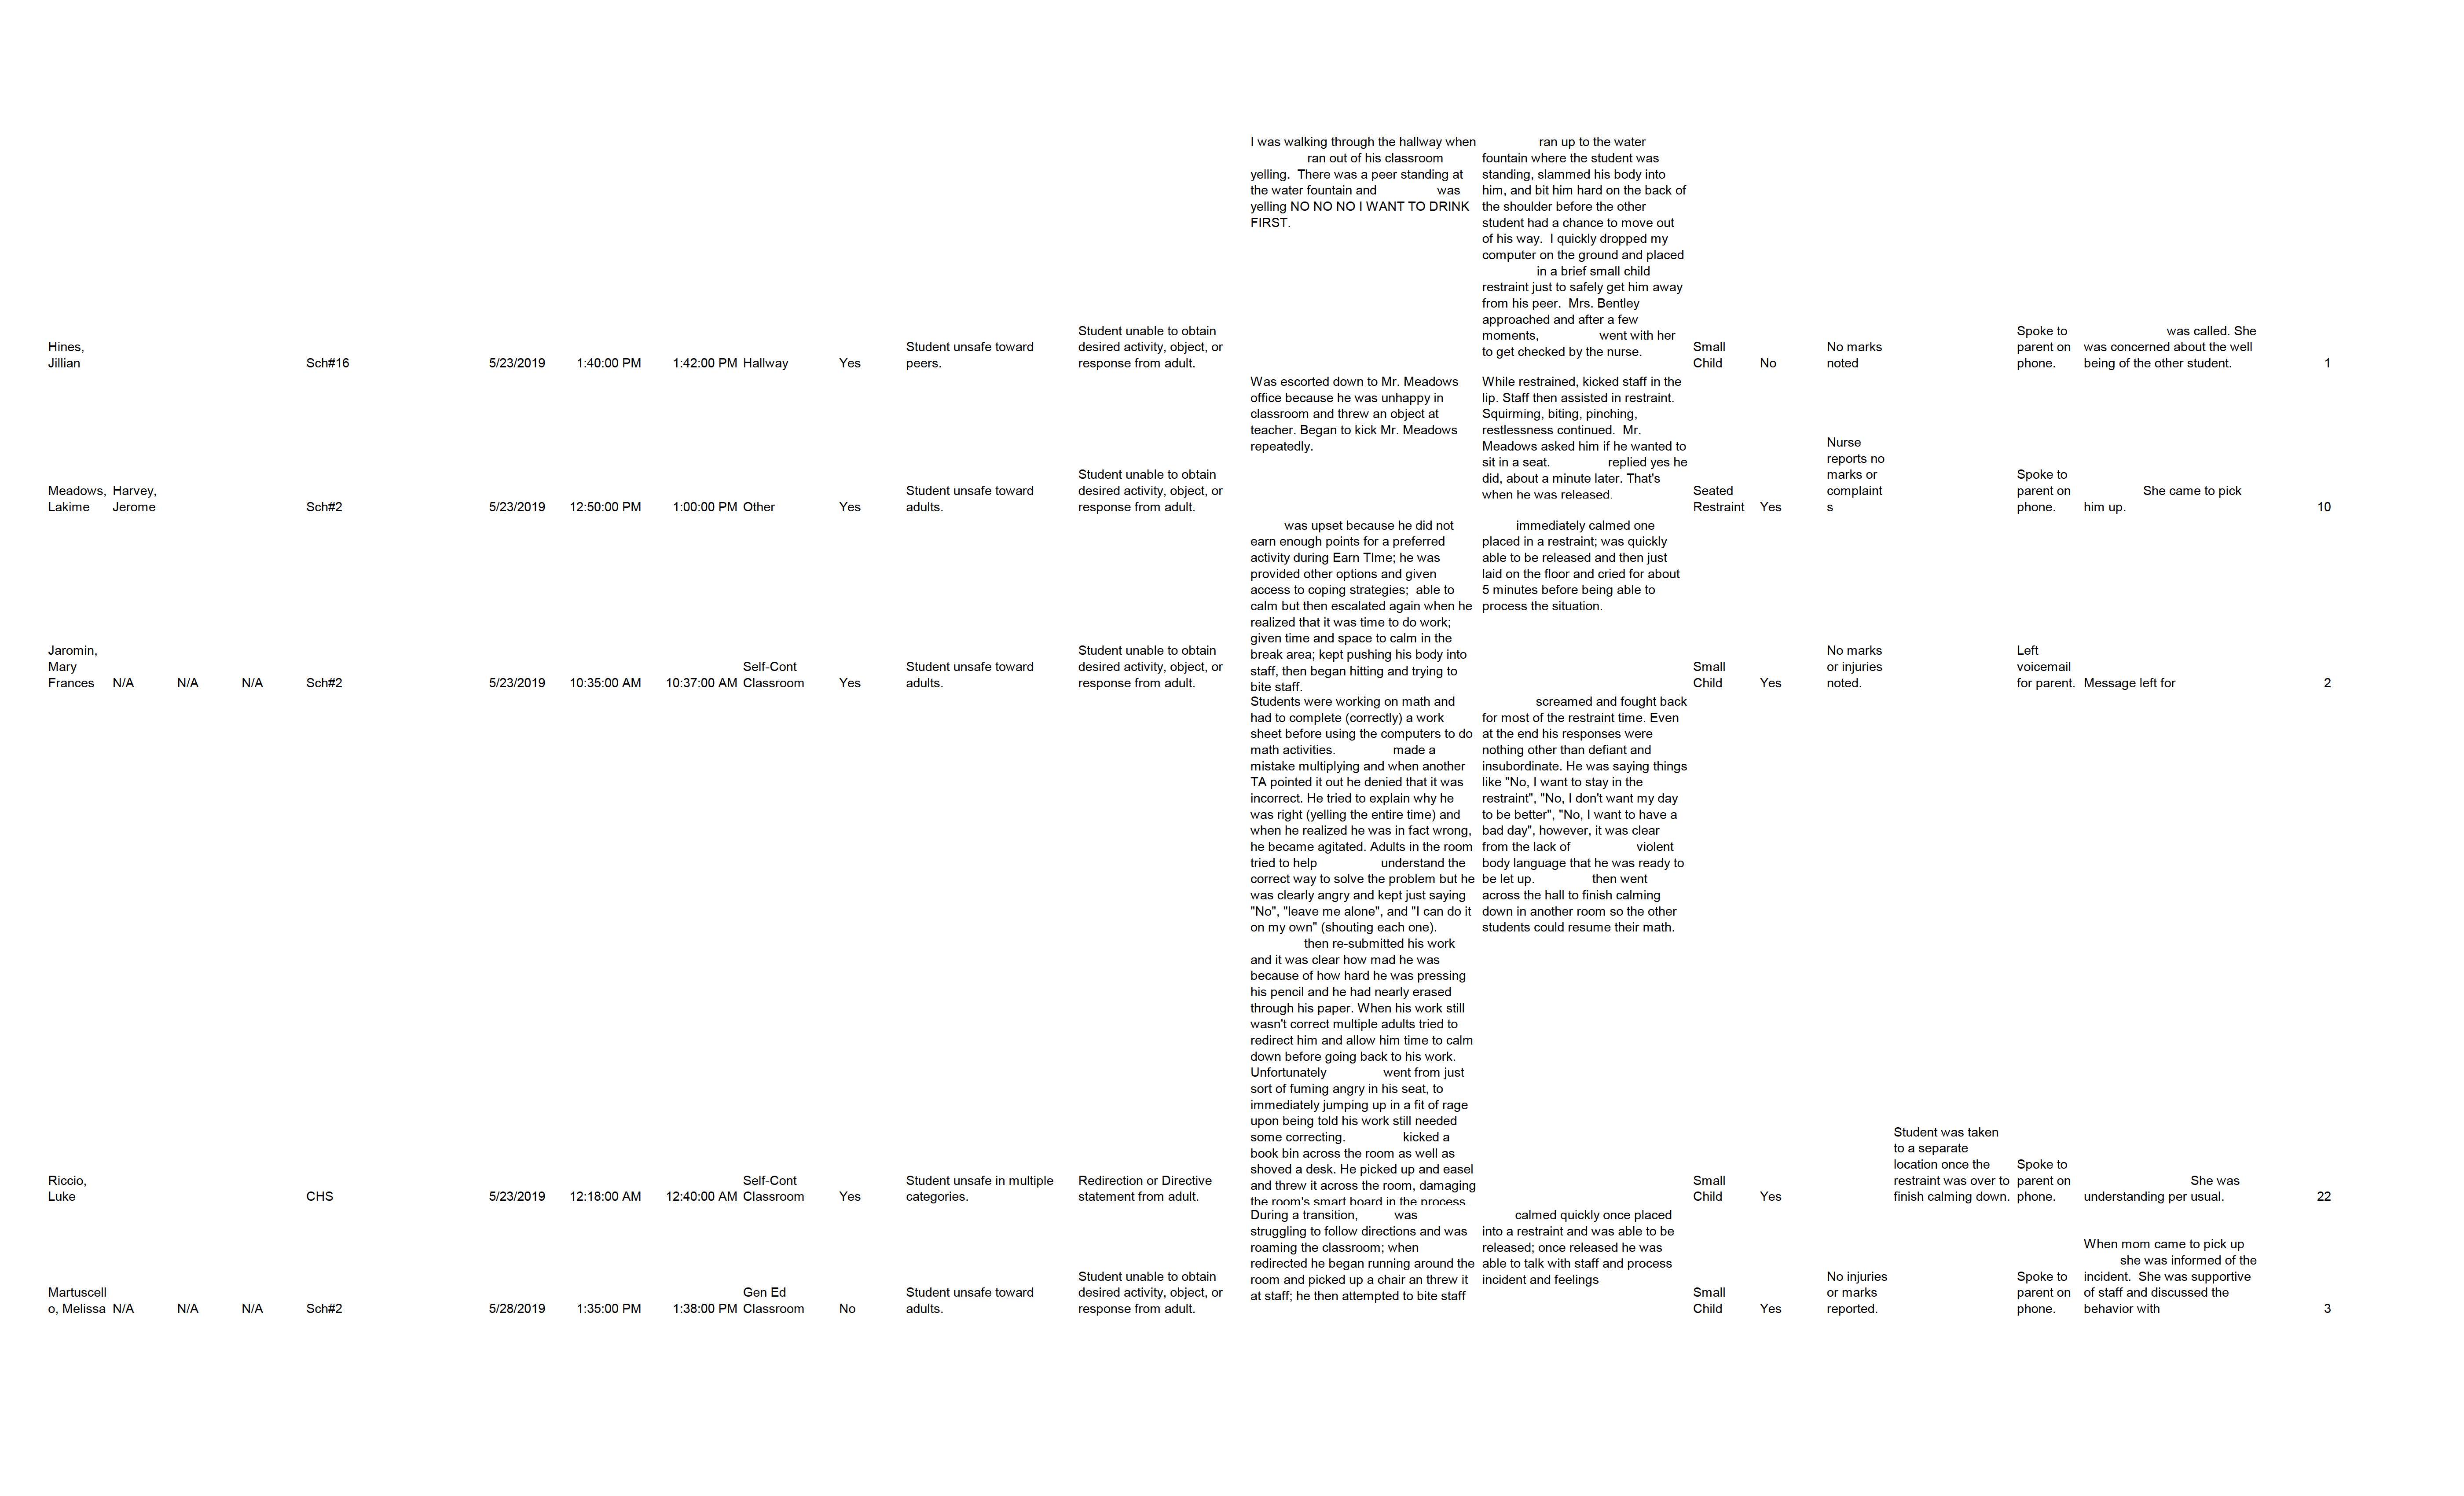 I was walking through the hallway when
ran out of his classroom
yelling.  There was a peer standing at
the water fountain and was
yelling NO NO NO I WANT TO DRINK
FIRST.
ran up to the water
fountain where the student was
standing, slammed his body into
him, and bit him hard on the back of
the shoulder before the other
student had a chance to move out
of his way.  I quickly dropped my
computer on the ground and placed
in a brief small child
restraint just to safely get him away
from his peer.  Mrs. Bentley
approached and after a few
moments, went with her
to get checked by the nurse.
Hines,
Jillian
Sch#16
5/23/2019
1:40:00 PM
1:42:00 PM
Hallway
Yes
Student unsafe toward
peers.
Student unable to obtain
desired activity, object, or
response from adult.
Small
Child
No
No marks
noted
Spoke to
parent on
phone.
was called. She
was concerned about the well
being of the other student.
1
Was escorted down to Mr. Meadows
office because he was unhappy in
classroom and threw an object at
teacher. Began to kick Mr. Meadows
repeatedly.
While restrained, kicked staff in the
lip. Staff then assisted in restraint.
Squirming, biting, pinching,
restlessness continued.  Mr.
Meadows asked him if he wanted to
sit in a seat. replied yes he
did, about a minute later. That's
when he was released.
Meadows,
Lakime
Harvey,
Jerome
Sch#2
5/23/2019
12:50:00 PM
1:00:00 PM
Other
Yes
Student unsafe toward
adults.
Student unable to obtain
desired activity, object, or
response from adult.
Seated
Restraint
Yes
Nurse
reports no
marks or
complaint
s
Spoke to
parent on
phone.
She came to pick
him up.
10
was upset because he did not
earn enough points for a preferred
activity during Earn TIme; he was
provided other options and given
access to coping strategies;  able to
calm but then escalated again when he
realized that it was time to do work;
given time and space to calm in the
break area; kept pushing his body into
staff, then began hitting and trying to
bite staff.
immediately calmed one
placed in a restraint; was quickly
able to be released and then just
laid on the floor and cried for about
5 minutes before being able to
process the situation.
Jaromin,
Mary
Frances
N/A
N/A
N/A
Sch#2
5/23/2019
10:35:00 AM
10:37:00 AM
Self-Cont
Classroom
Yes
Student unsafe toward
adults.
Student unable to obtain
desired activity, object, or
response from adult.
Small
Child
Yes
No marks
or injuries
noted.
Left
voicemail
for parent.
Message left for
2
Students were working on math and
had to complete (correctly) a work
sheet before using the computers to do
math activities. made a
mistake multiplying and when another
TA pointed it out he denied that it was
incorrect. He tried to explain why he
was right (yelling the entire time) and
when he realized he was in fact wrong,
he became agitated. Adults in the room
tried to help understand the
correct way to solve the problem but he
was clearly angry and kept just saying
"No", "leave me alone", and "I can do it
on my own" (shouting each one).
then re-submitted his work
and it was clear how mad he was
because of how hard he was pressing
his pencil and he had nearly erased
through his paper. When his work still
wasn't correct multiple adults tried to
redirect him and allow him time to calm
down before going back to his work.
Unfortunately went from just
sort of fuming angry in his seat, to
immediately jumping up in a fit of rage
upon being told his work still needed
some correcting. kicked a
book bin across the room as well as
shoved a desk. He picked up and easel
and threw it across the room, damaging
the room's smart board in the process.
screamed and fought back
for most of the restraint time. Even
at the end his responses were
nothing other than defiant and
insubordinate. He was saying things
like "No, I want to stay in the
restraint", "No, I don't want my day
to be better", "No, I want to have a
bad day", however, it was clear
from the lack of violent
body language that he was ready to
be let up. then went
across the hall to finish calming
down in another room so the other
students could resume their math.
Riccio,
Luke
CHS
5/23/2019
12:18:00 AM
12:40:00 AM
Self-Cont
Classroom
Yes
Student unsafe in multiple
categories.
Redirection or Directive
statement from adult.
Small
Child
Yes
Student was taken
to a separate
location once the
restraint was over to
finish calming down.
Spoke to
parent on
phone.
She was
understanding per usual.
22
During a transition, was
struggling to follow directions and was
roaming the classroom; when
redirected he began running around the
room and picked up a chair an threw it
at staff; he then attempted to bite staff
calmed quickly once placed
into a restraint and was able to be
released; once released he was
able to talk with staff and process
incident and feelings
Martuscell
o, Melissa
N/A
N/A
N/A
Sch#2
5/28/2019
1:35:00 PM
1:38:00 PM
Gen Ed
Classroom
No
Student unsafe toward
adults.
Student unable to obtain
desired activity, object, or
response from adult.
Small
Child
Yes
No injuries
or marks
reported.
Spoke to
parent on
phone.
When mom came to pick up
she was informed of the
incident.  She was supportive
of staff and discussed the
behavior with
3